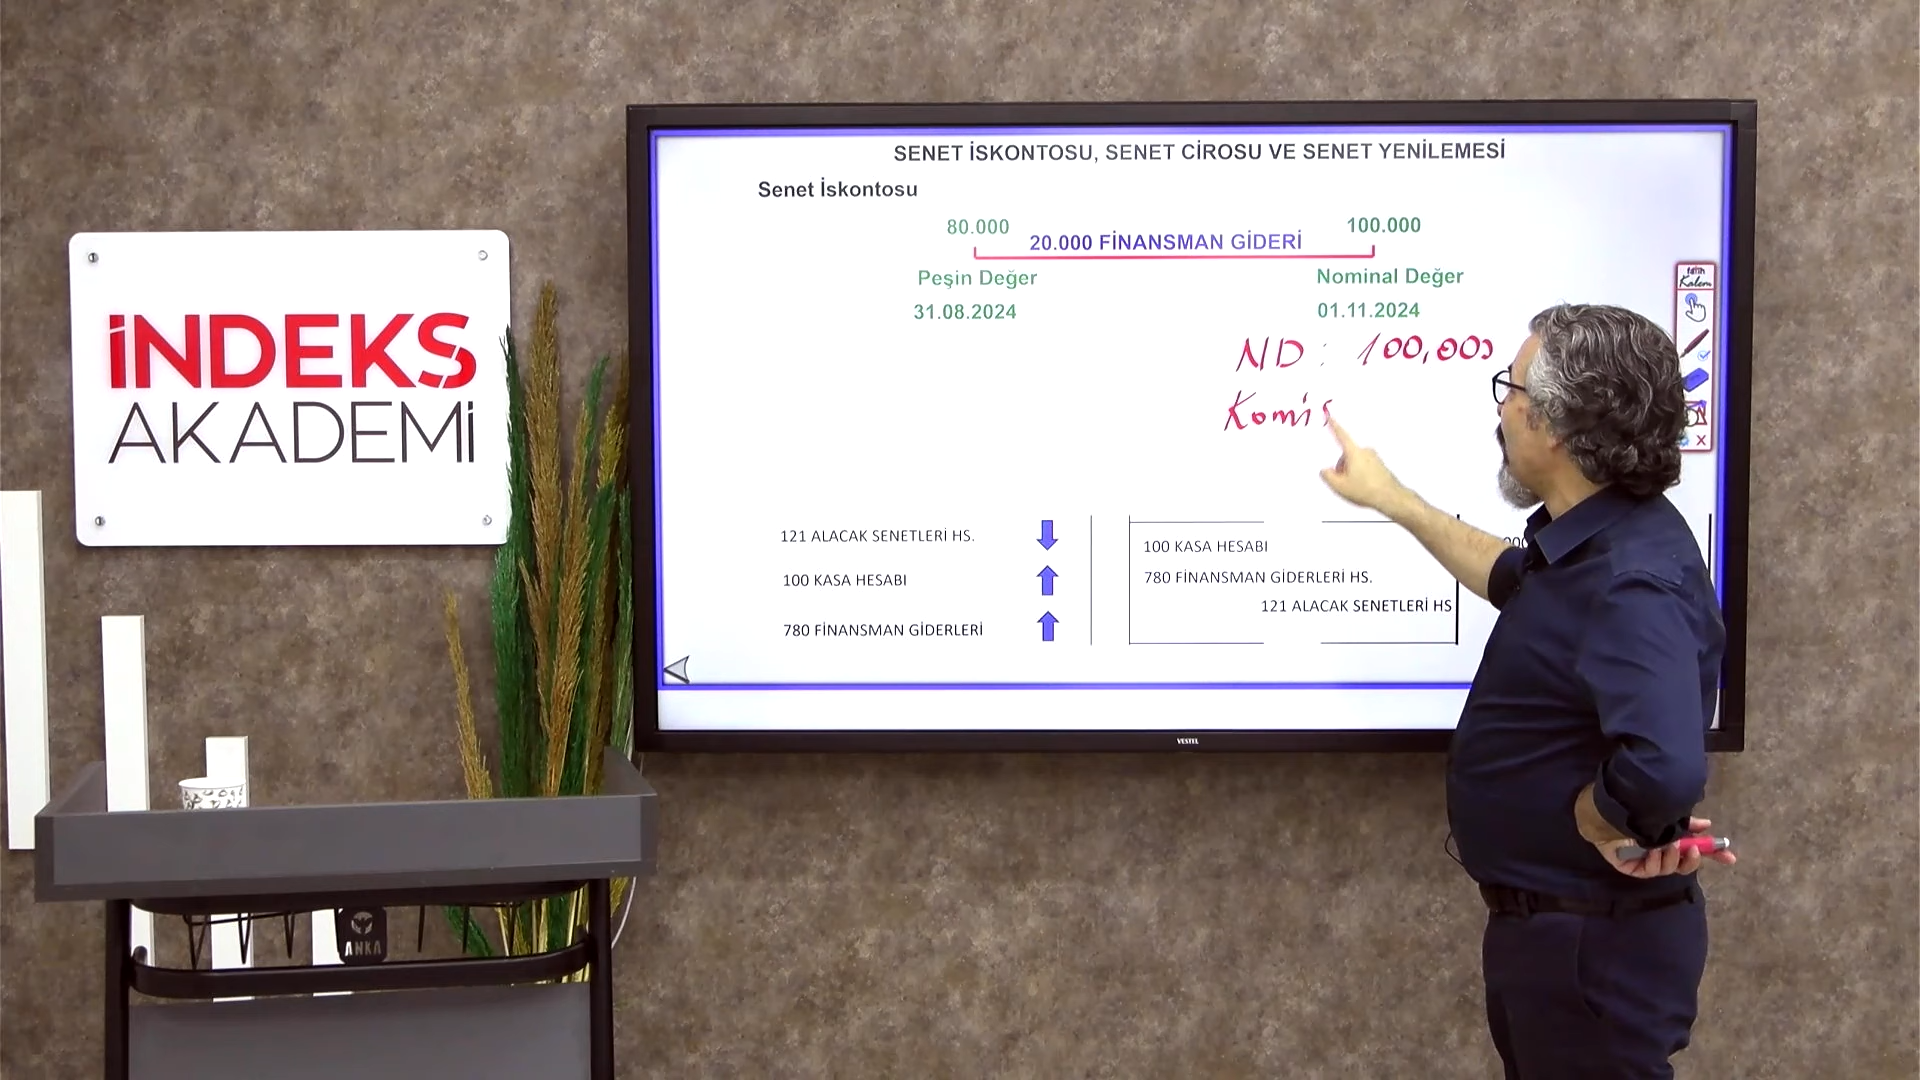 İNDEKS
AKADEMİ
SENET İSKONTOSU, SENET CİROSU VE SENET YENİLEMESİ
Senet İskontosu
80.000
20.000 FİNANSMAN GİDERİ
100.000
Peşin Değer
Nominal Değer
31.08.2024
01.11.2024
ND : 100,000
Komis
Kalem
121 ALACAK SENETLERİ HS.
100 KASA HESABI
780 FİNANSMAN GİDERLERİ
100 KASA HESABI
780 FİNANSMAN GİDERLERİ HS.
121 ALACAK SENETLERİ HS
VESTEL
ANKA